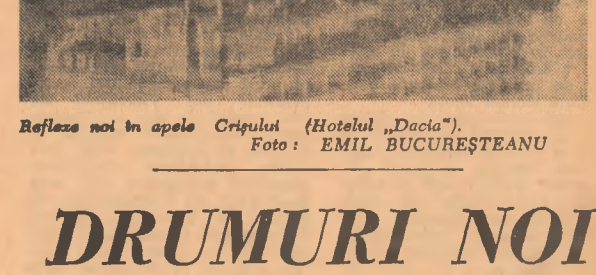 Reflexe noi în apele Crişului (Hotelul „Dacia").
Foto: EMIL BUCUREŞTEANU
DRUMURI NOI